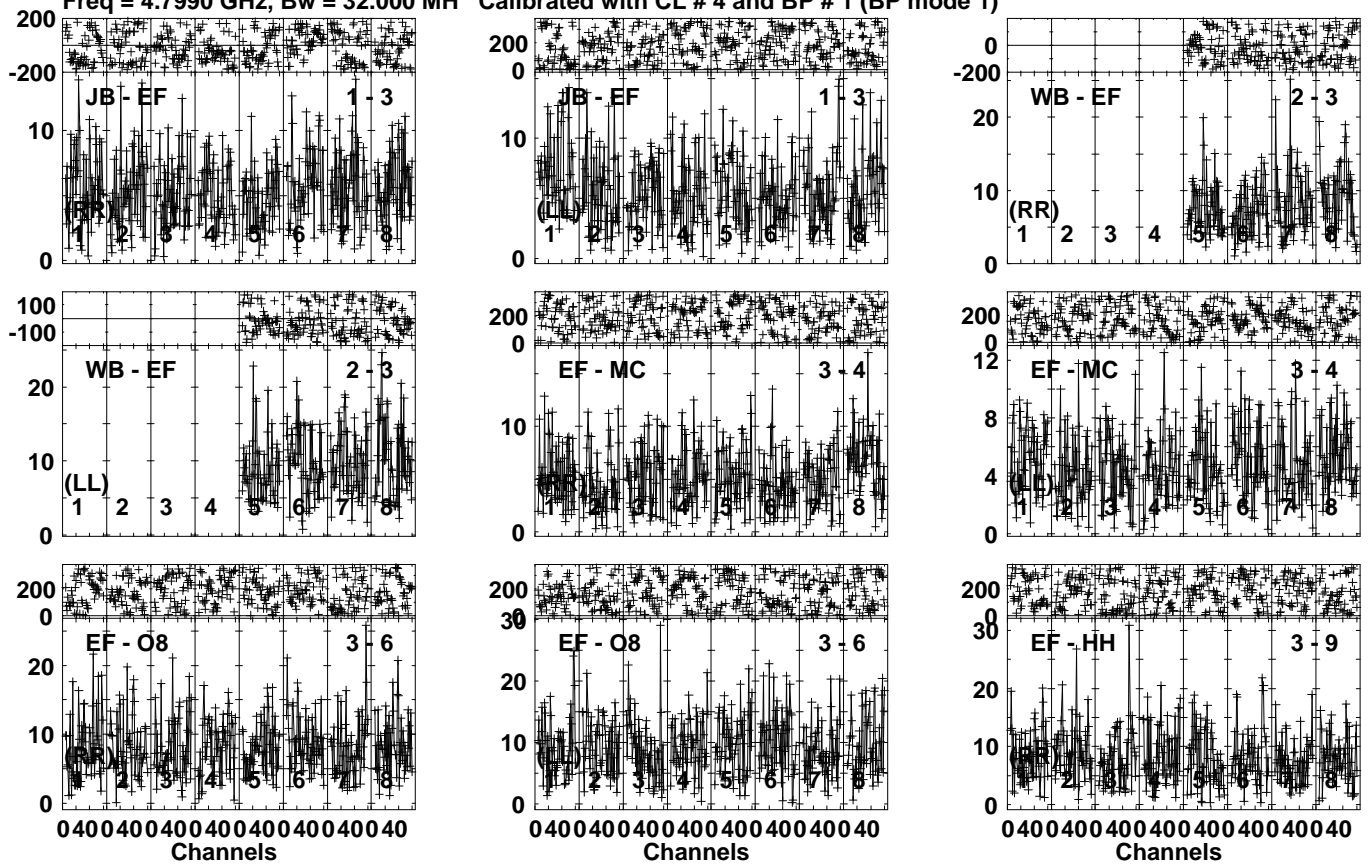 Freq = 4.7990 GHz, Bw = 32.000 MH Calibrated with CL # 4 and BP # 1 (BP mode 1)
200
-200
JB - EF 1 - 3
10
(RR)
1 2 3 4 5 6 7 8
0
200
0
JB - EF 1 - 3
10
(LL)
1 2 3 4 5 6 7 8
0
0
-200
WB - EF 2 - 3
20
10
(RR)
1 2 3 4 5 6 7 8
0
100
-100
WB - EF 2 - 3
20
10
(LL)
1 2 3 4 5 6 7 8
0
200
0
EF - MC 3 - 4
10
(RR)
1 2 3 4 5 6 7 8
0
200
0
12
EF - MC 3 - 4
8
4
(LL)
1 2 3 4 5 6 7 8
0
200
0
EF - O8 3 - 6
20
10
(RR)
1 2 3 4 5 6 7 8
0
0 40 0 40 0 40 0 40 0 40 0 40 0 40 0 40
Channels
200
0
30
EF - O8 3 - 6
20
10
(LL)
1 2 3 4 5 6 7 8
0
0 40 0 40 0 40 0 40 0 40 0 40 0 40 0 40
Channels
200
0
30
EF - HH 3 - 9
20
10
(RR)
1 2 3 4 5 6 7 8
0
0 40 0 40 0 40 0 40 0 40 0 40 0 40 0 40
Channels